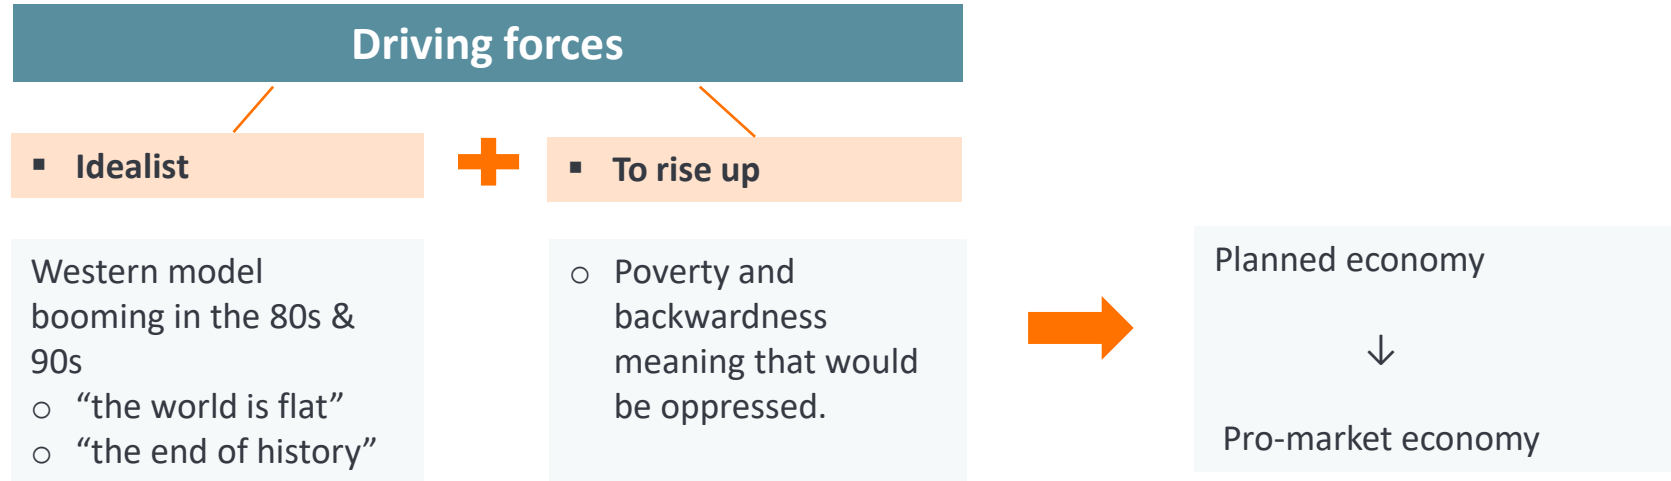 Driving forces
▪ Idealist
▪ To rise up
Western model
booming in the 80s &
90s
○ “the world is flat”
○ “the end of history”
○ Poverty and
backwardness
meaning that would
be oppressed.
Planned economy
↓
Pro-market economy